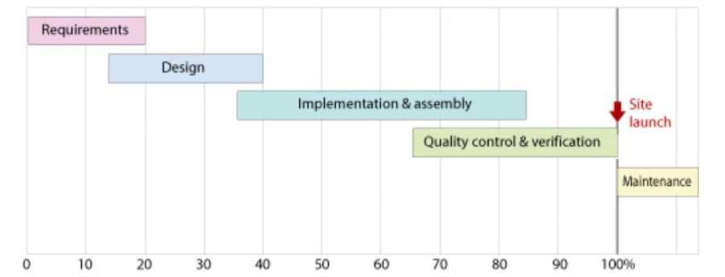 Requirements
Design
Implementation & assembly
Site
launch
Quality control & verification
Maintenance
0 10 20 30 40 50 60 70 80 90 100%